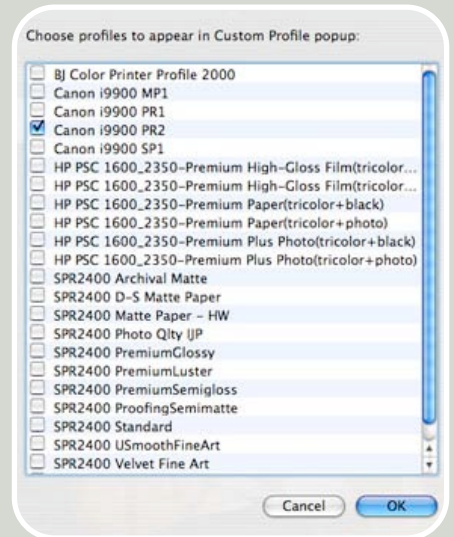 Choose profiles to appear in Custom Profile popup:
BJ Color Printer Profile 2000
Canon i9900 MP1
Canon i9900 PR1
Canon i9900 PR2
Canon i9900 SP1
HP PSC 1600_2350-Premium High-Gloss Film(tricolor...
HP PSC 1600_2350-Premium High-Gloss Film(tricolor...
HP PSC 1600_2350-Premium Paper(tricolor+black)
HP PSC 1600_2350-Premium Paper(tricolor+photo)
HP PSC 1600_2350-Premium Plus Photo(tricolor+black)
HP PSC 1600_2350-Premium Plus Photo(tricolor+photo)
SPR2400 Archival Matte
SPR2400 D-S Matte Paper
SPR2400 Matte Paper - HW
SPR2400 Photo Qlty IJP
SPR2400 PremiumGlossy
SPR2400 PremiumLuster
SPR2400 PremiumSemigloss
SPR2400 ProofingSemimatte
SPR2400 Standard
SPR2400 USmoothFineArt
SPR2400 Velvet Fine Art
Cancel OK